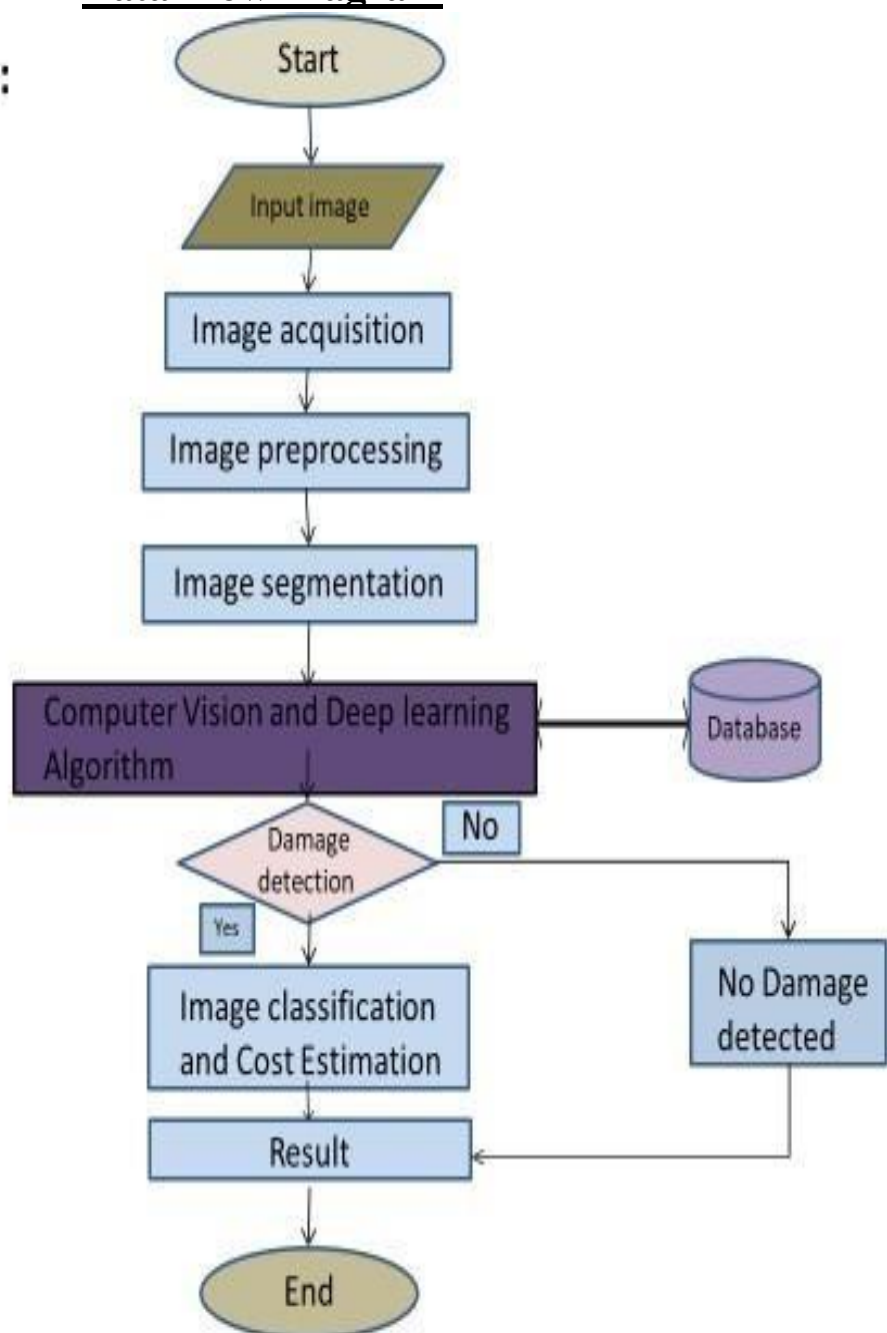 :
Start
Input image
Image acquisition
Image preprocessing
Image segmentation
Computer Vision and Deep learning
Algorithm
Database
No
Damage
detection
Yes
No Damage
detected
Image classification
and Cost Estimation
Result
End